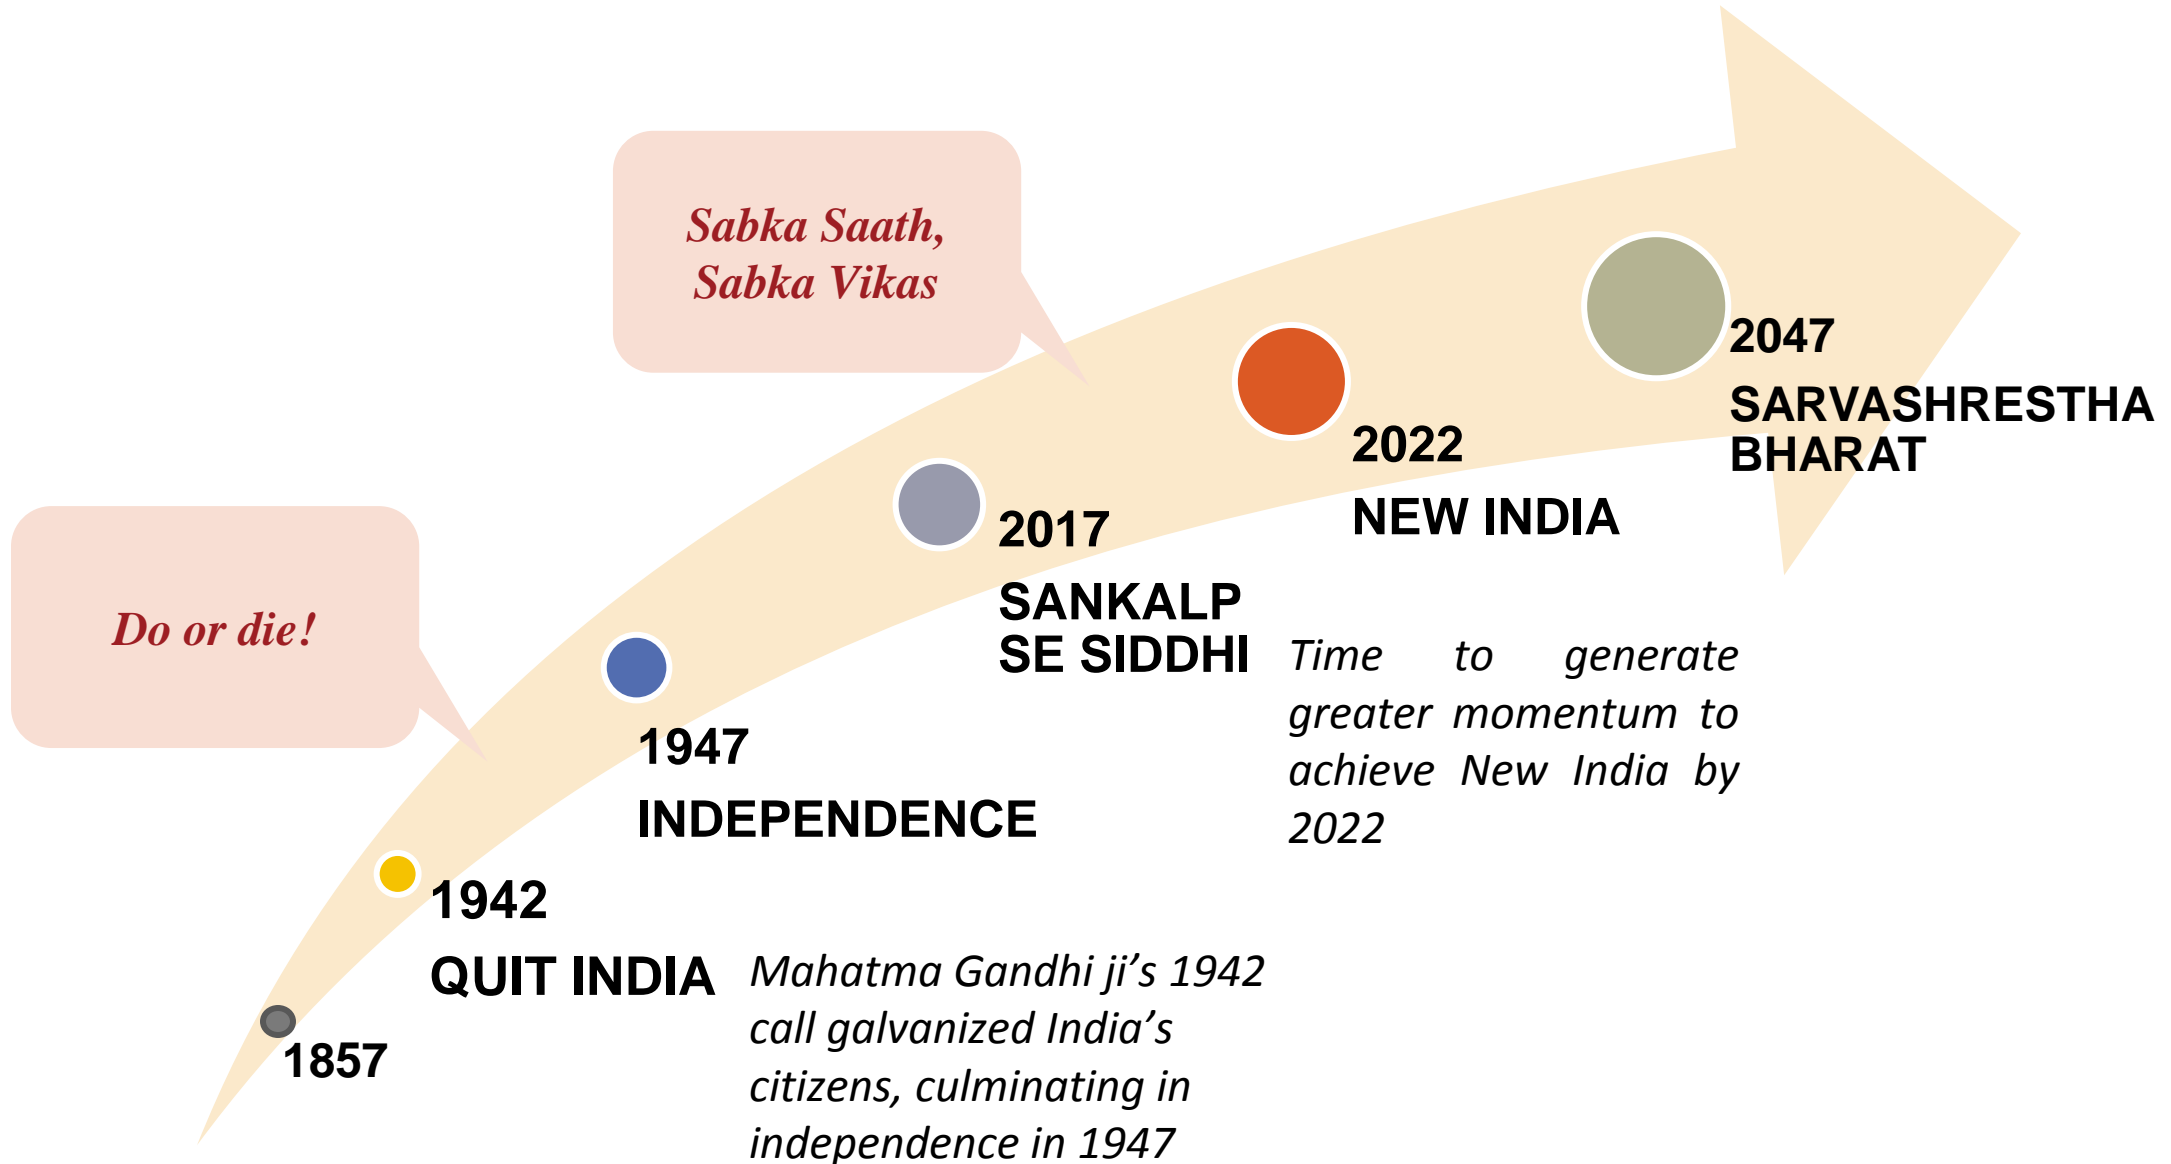 Sabka Saath,
Sabka Vikas
2047
SARVASHRESTHA
BHARAT
2022
NEW INDIA
2017
SANKALP
SE SIDDHI
Time to generate
greater momentum to
achieve New India by
2022
Do or die!
1947
INDEPENDENCE
1942
QUIT INDIA
Mahatma Gandhi ji’s 1942
call galvanized India’s
citizens, culminating in
independence in 1947
1857